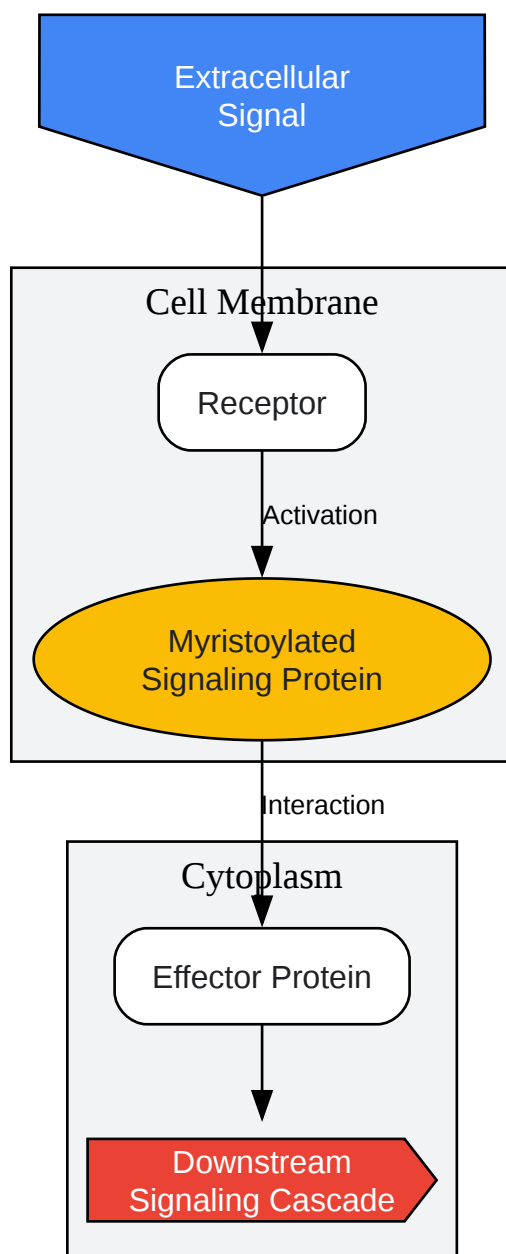 Extracellular
Signal
Cell Membrane
Receptor
Activation
Myristoylated
Signaling Protein
Interaction
Cytoplasm
Effector Protein
Downstream
Signaling Cascade